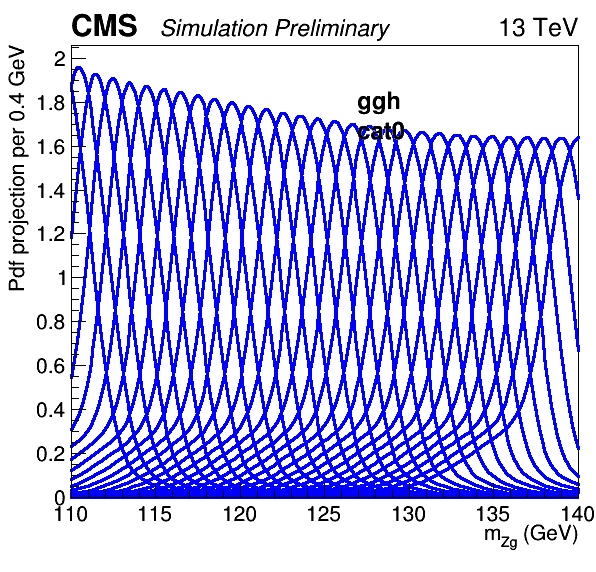 CMS Simulation Preliminary 13 TeV
Pdf projection per 0.4 GeV
2
1.8
1.6
1.4
1.2
1
0.8
0.6
0.4
0.2
0
ggh
cat0
110 115 120 125 130 135 140
m_Zg (GeV)